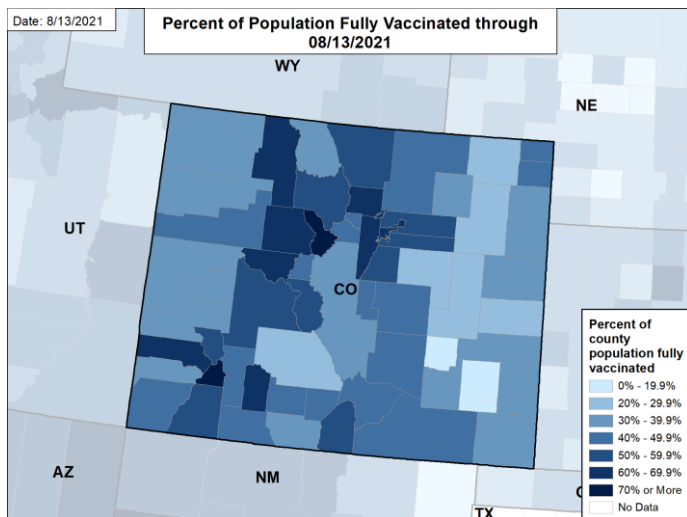 Date: 8/13/2021
Percent of Population Fully Vaccinated through
08/13/2021
WY
NE
UT
CO
Percent of
county
population fully
vaccinated
0% - 19.9%
20% - 29.9%
30% - 39.9%
40% - 49.9%
50% - 59.9%
60% - 69.9%
70% or More
No Data
AZ
NM
TX